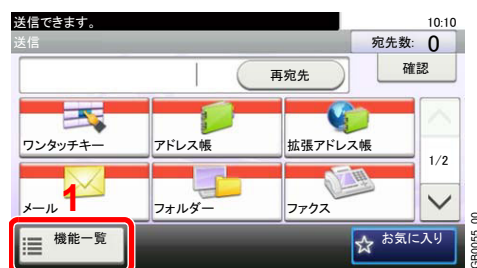 送信できます。 10:10
送信 宛先数: 0
再宛先 確認
ワンタッチキー アドレス帳 拡張アドレス帳
1/2
メール 1 フォルダー ファクス
機能一覧 お気に入り
GB0055_00